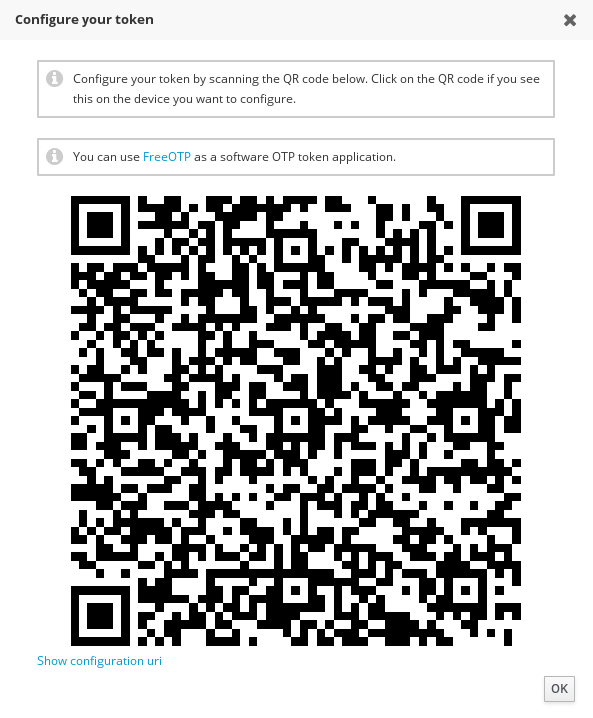 Configure your token
Configure your token by scanning the QR code below. Click on the QR code if you see
this on the device you want to configure.
You can use FreeOTP as a software OTP token application.
Show configuration uri
OK